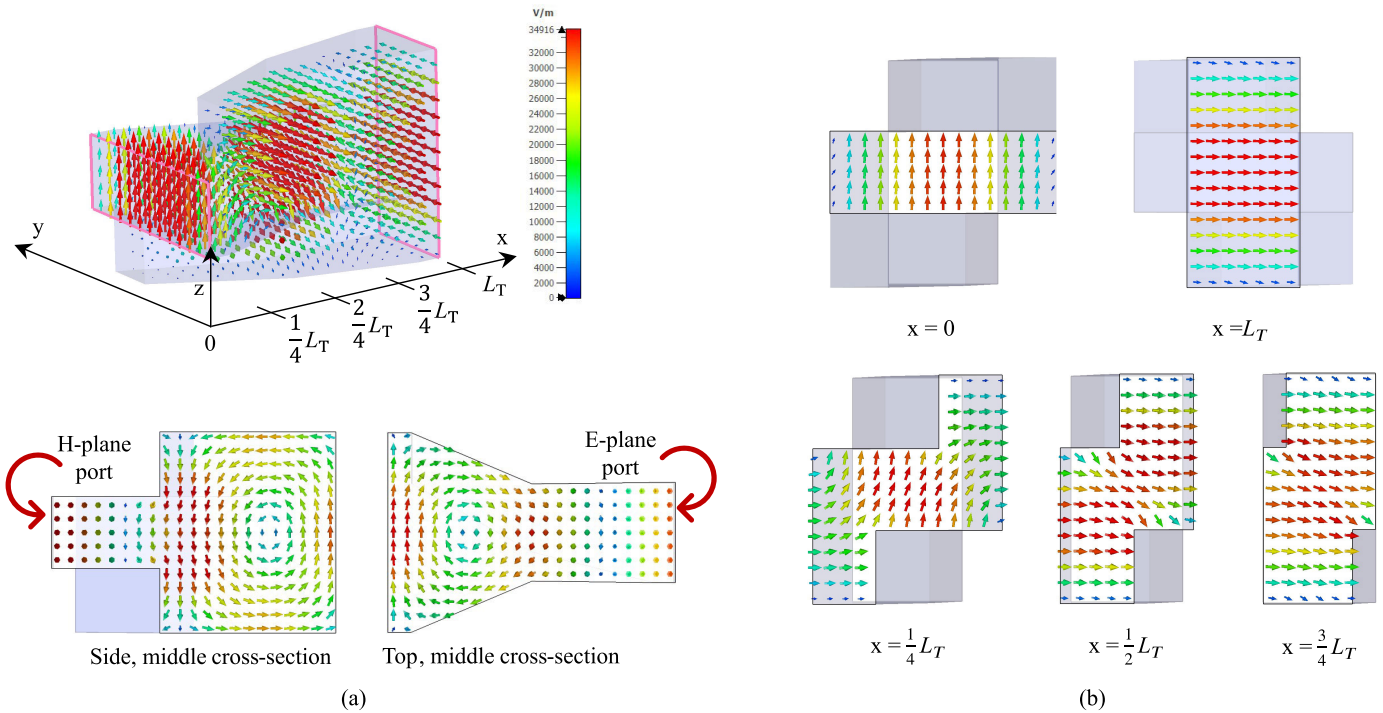 V/m
34916
32000
28000
26000
24000
22000
20000
18000
16000
14000
12000
10000
8000
6000
4000
2000
0
y
z
x
0
1/4 L_T
2/4 L_T
3/4 L_T
L_T
H-plane
port
E-plane
port
Side, middle cross-section
Top, middle cross-section
(a)
x = 0
x =L_T
x = 1/4 L_T
x = 1/2 L_T
x = 3/4 L_T
(b)